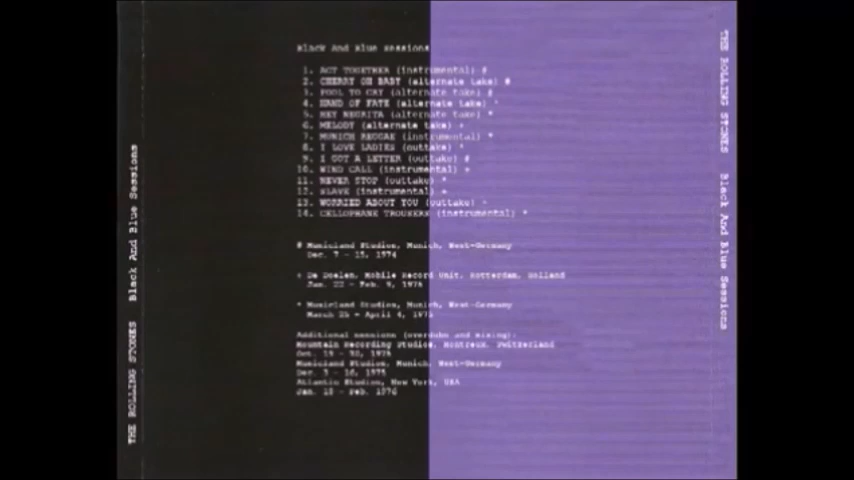 Black And Blue Sessions
1. ACT TOGETHER (instrumental) #
2. CHERRY OH BABY (alternate take) #
3. FOOL TO CRY (alternate take) #
4. HAND OF FATE (alternate take) *
5. HEY NEGRITA (alternate take) *
6. MELODY (alternate take) +
7. MUNICH REGGAE (instrumental) *
8. I LOVE LADIES (outtake) *
9. I GOT A LETTER (outtake) #
10. WIND CALL (instrumental) +
11. NEVER STOP (outtake) *
12. SLAVE (instrumental) +
13. WORRIED ABOUT YOU (outtake) *
14. CELLOPHANE TROUSERS (instrumental) *
# Musicland Studios, Munich, West-Germany
Dec. 7 - 15, 1974
+ De Doelen, Mobile Record Unit, Rotterdam, Holland
Jan. 22 - Feb. 9, 1975
* Musicland Studios, Munich, West-Germany
March 25 - April 4, 1975
Additional sessions (overdubs and mixing):
Mountain Recording Studios, Montreux, Switzerland
Oct. 19 - 30, 1975
Musicland Studios, Munich, West-Germany
Dec. 3 - 16, 1975
Atlantic Studios, New York, USA
Jan. 18 - Feb. 1976
THE ROLLING STONES Black And Blue Sessions
THE ROLLING STONES Black And Blue Sessions